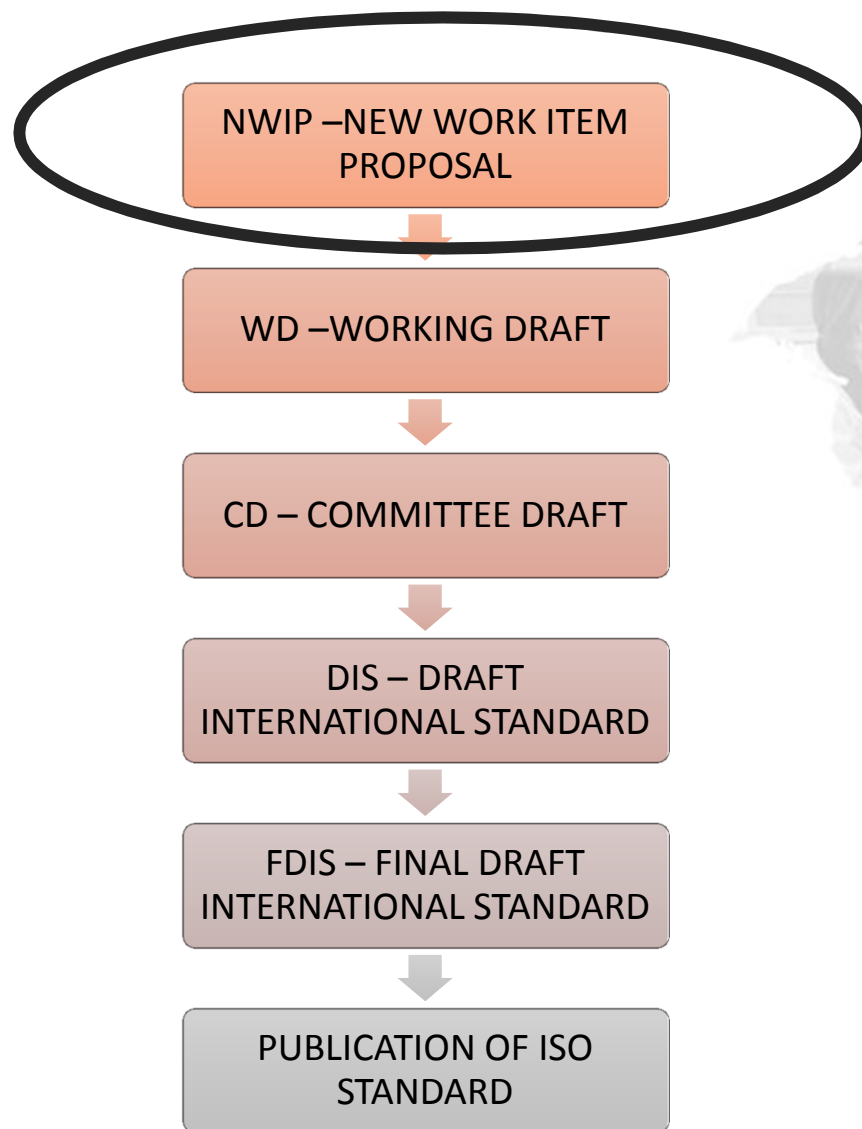 NWIP –NEW WORK ITEM
PROPOSAL
WD –WORKING DRAFT
CD – COMMITTEE DRAFT
DIS – DRAFT
INTERNATIONAL STANDARD
FDIS – FINAL DRAFT
INTERNATIONAL STANDARD
PUBLICATION OF ISO
STANDARD